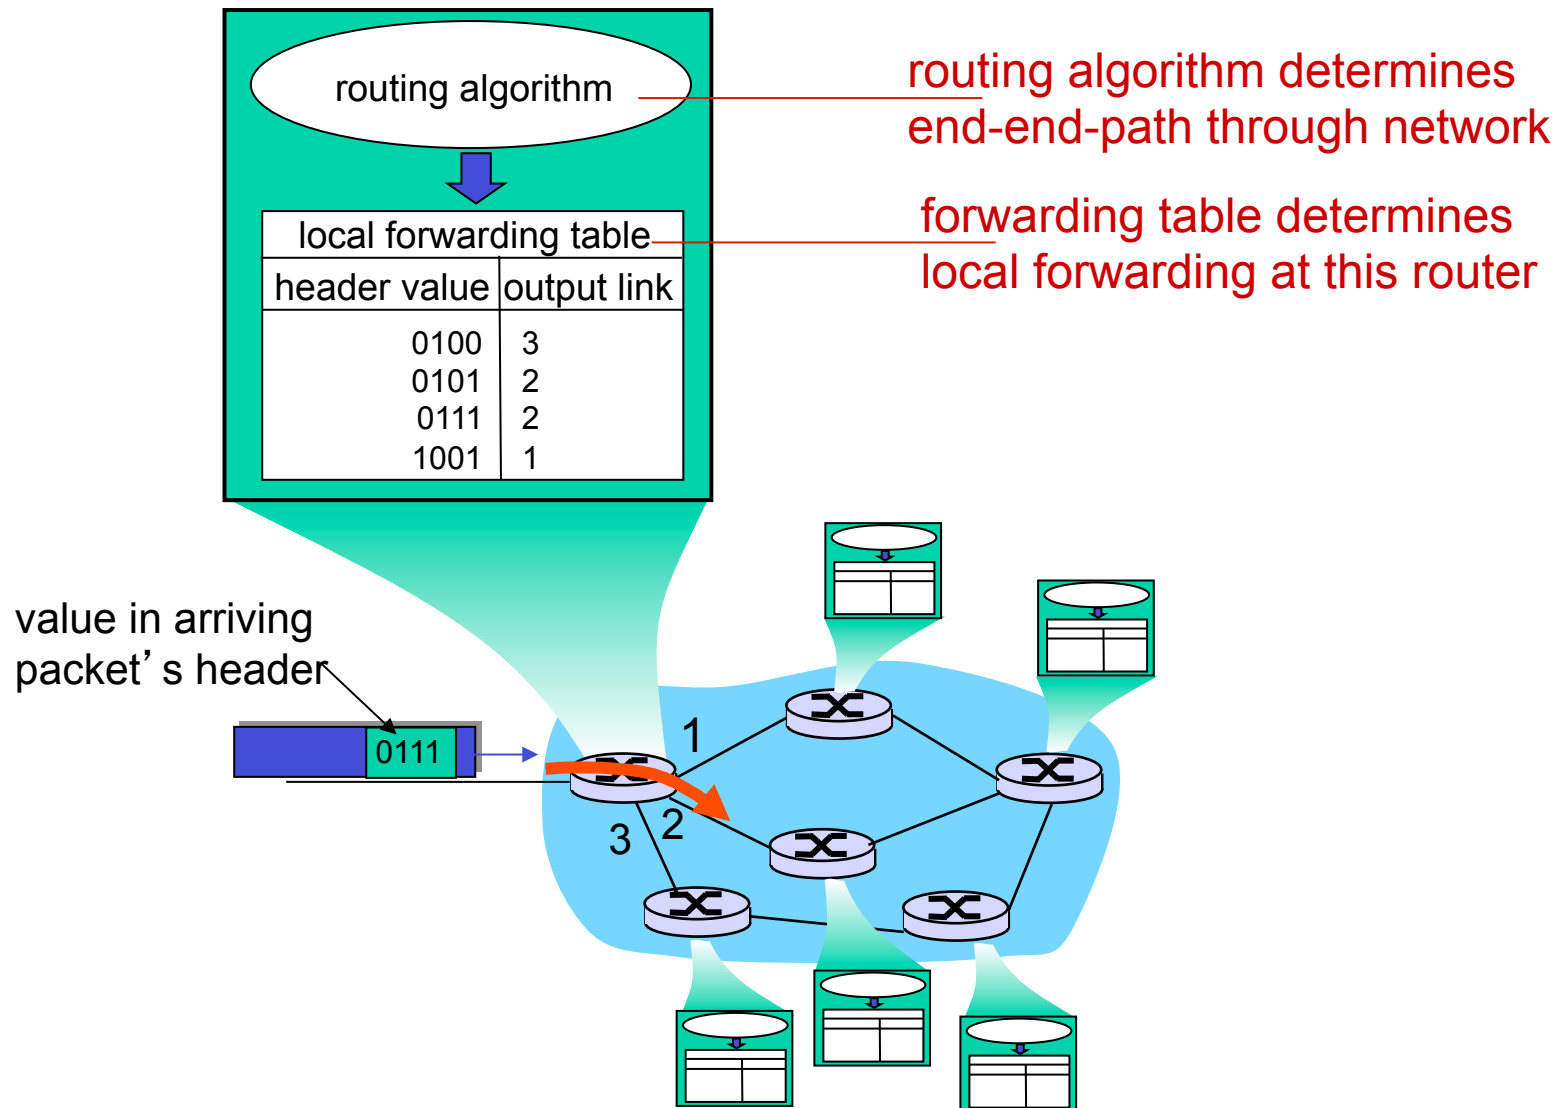 routing algorithm
routing algorithm determines
end-end-path through network
local forwarding table
forwarding table determines
local forwarding at this router
header value output link
0100 3
0101 2
0111 2
1001 1
value in arriving
packet’s header
0111
1
2
3